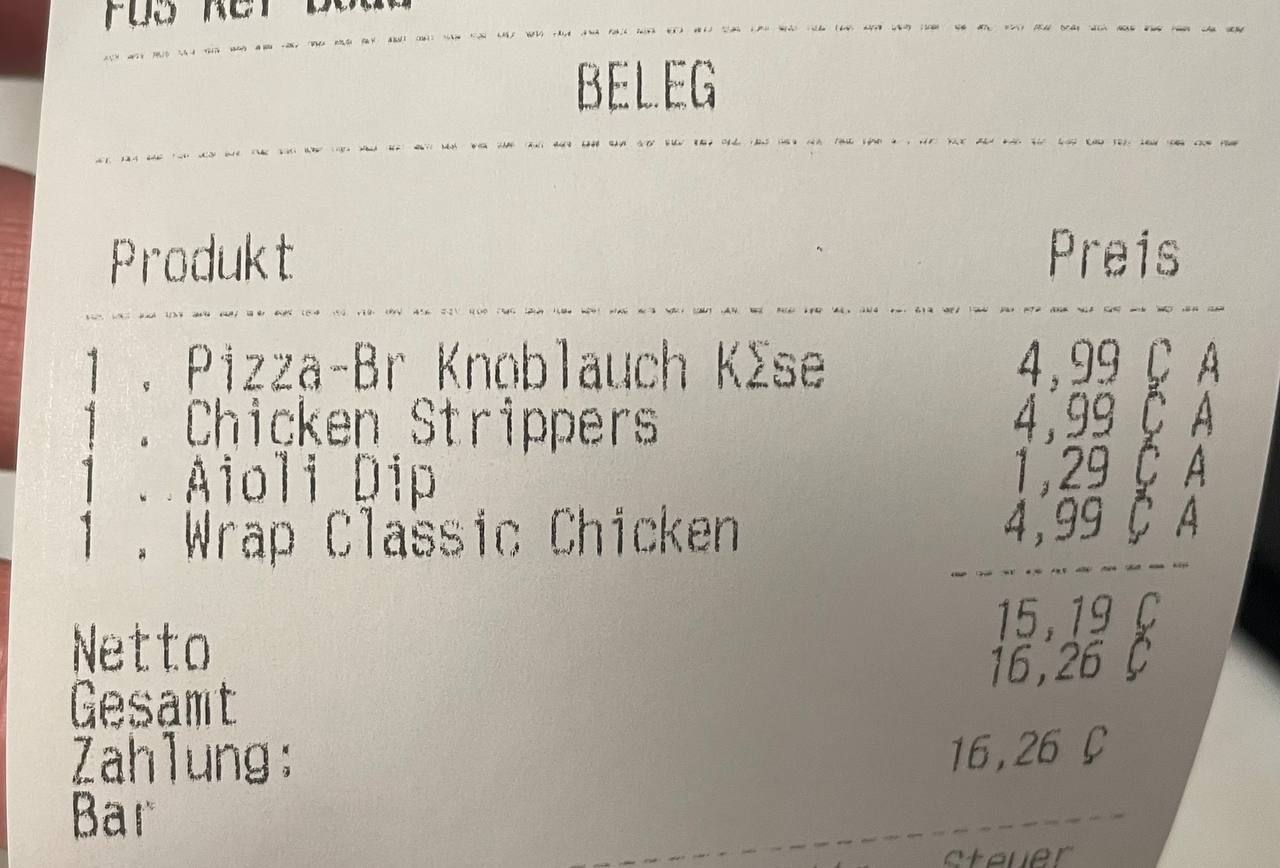 BELEG
Produkt Preis
1 . Pizza-Br Knoblauch KΣse 4,99 Ç A
1 . Chicken Strippers 4,99 Ç A
1 . Aioli Dip 1,29 Ç A
1 . Wrap Classic Chicken 4,99 Ç A
Netto 15,19 Ç
Gesamt 16,26 Ç
Zahlung:
Bar 16,26 Ç
Steuer